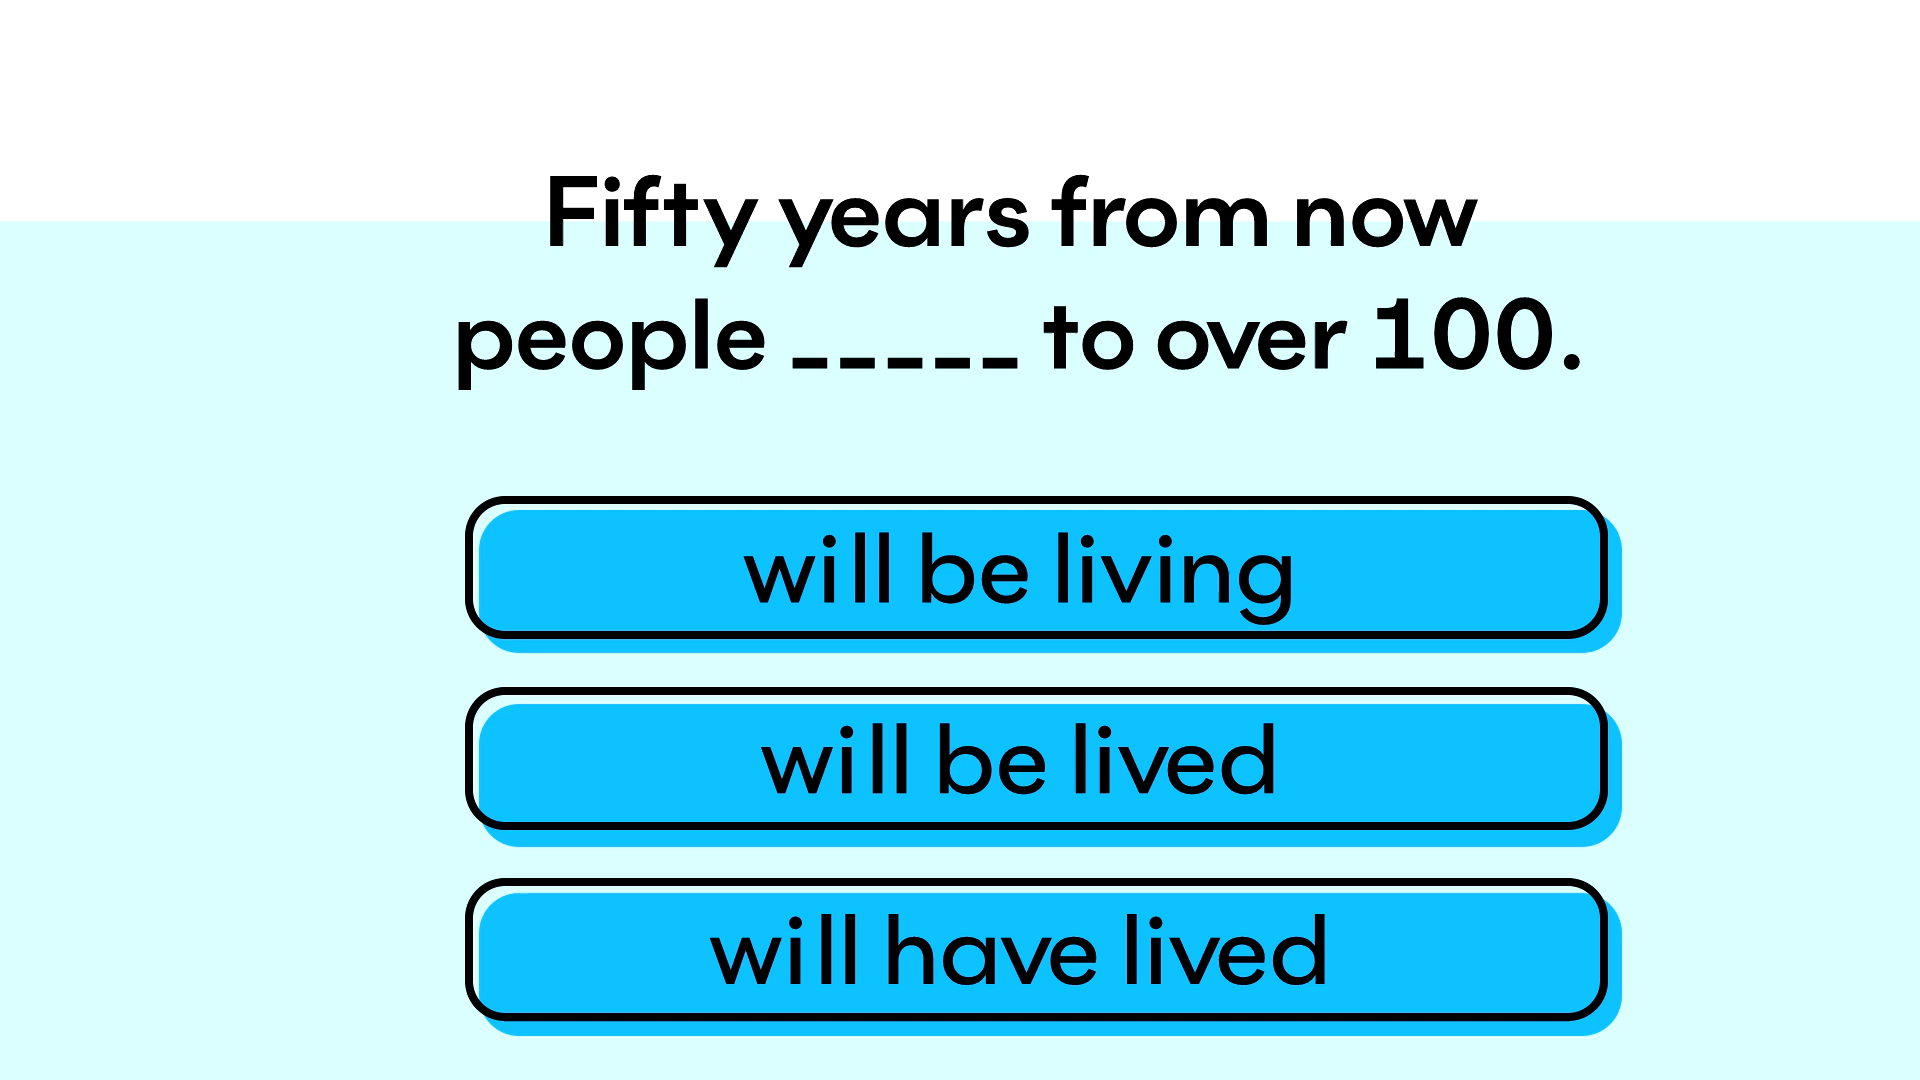 Fifty years from now
people _____ to over 100.
will be living
will be lived
will have lived